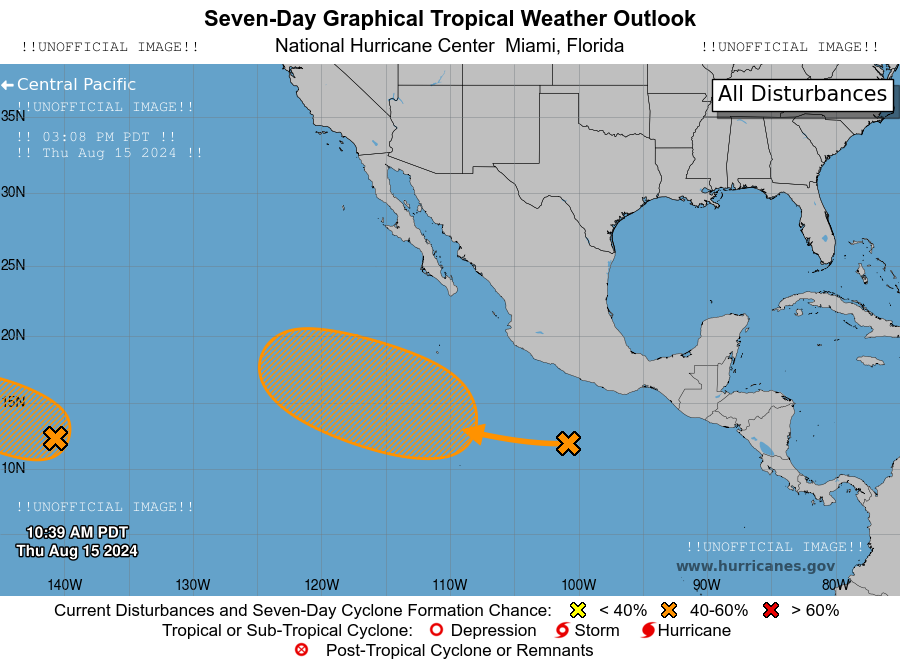 Seven-Day Graphical Tropical Weather Outlook
!!UNOFFICIAL IMAGE!! National Hurricane Center Miami, Florida !!UNOFFICIAL IMAGE!!
Central Pacific
All Disturbances
!!UNOFFICIAL IMAGE!!
35N
!! 03:08 PM PDT !!
!! Thu Aug 15 2024 !!
30N
25N
20N
15N
10N
!!UNOFFICIAL IMAGE!!
10:39 AM PDT
Thu Aug 15 2024
!!UNOFFICIAL IMAGE!!
www.hurricanes.gov
140W 130W 120W 110W 100W 90W 80W
Current Disturbances and Seven-Day Cyclone Formation Chance: < 40% 40-60% > 60%
Tropical or Sub-Tropical Cyclone: Depression Storm Hurricane
Post-Tropical Cyclone or Remnants